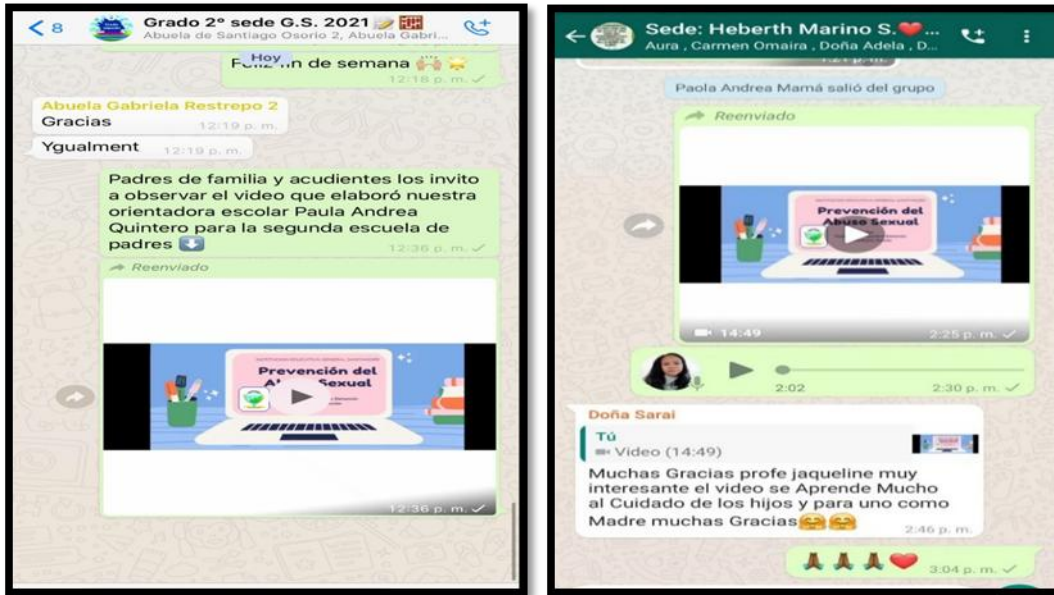 8
Grado 2º sede G.S. 2021
Abuela de Santiago Osorio 2, Abuela Gabri...
Hoy
Feliz fin de semana 🙌🏼 🌟
12:18 p. m. ✓
Abuela Gabriela Restrepo 2
Gracias
12:19 p. m.
Ygualment
12:19 p. m.
Padres de familia y acudientes los invito
a observar el video que elaboró nuestra
orientadora escolar Paula Andrea
Quintero para la segunda escuela de
padres ⬇️
12:36 p. m. ✓
Reenviado
Prevención del
Abuso Sexual
12:36 p. m. ✓
Sede: Heberth Marino S.❤️...
Aura , Carmen Omaira , Doña Adela , D...
1:21 p. m.
Paola Andrea Mamá salió del grupo
Reenviado
Prevención del
Abuso Sexual
14:49
2:25 p. m. ✓
2:02
2:30 p. m. ✓
Doña Sarai
Tú
Video (14:49)
Muchas Gracias profe jaqueline muy
interesante el video se Aprende Mucho
al Cuidado de los hijos y para uno como
Madre muchas Gracias🤗🤗
2:46 p. m.
🙏🏾🙏🏾🙏🏾❤️
3:04 p. m. ✓